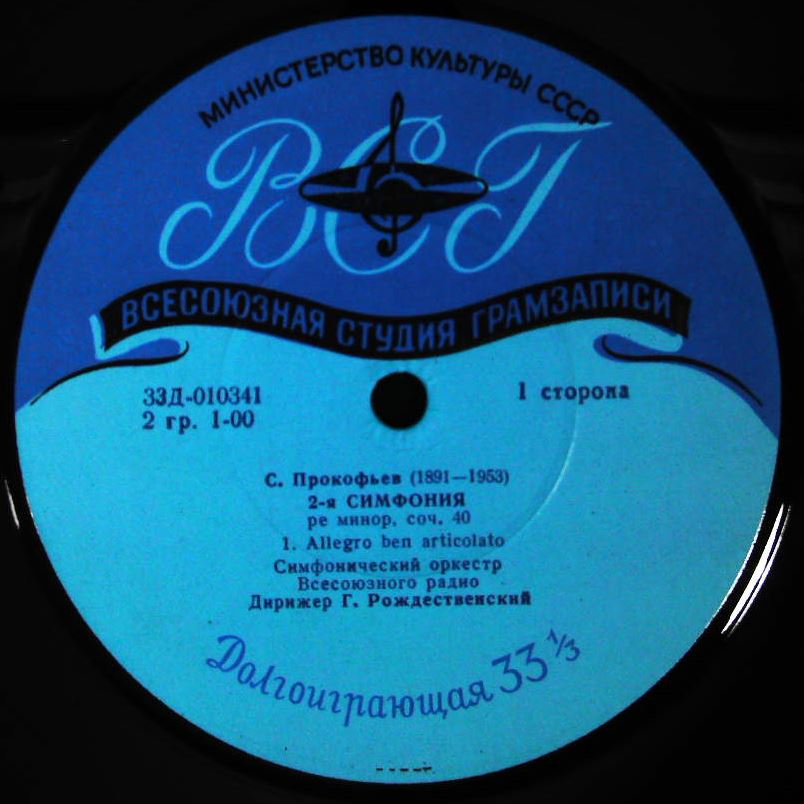 МИНИСТЕРСТВО КУЛЬТУРЫ СССР
ВСГ
ВСЕСОЮЗНАЯ СТУДИЯ ГРАМЗАПИСИ
33Д-010341
2 гр. 1-00
1 сторона
С. Прокофьев (1891—1953)
2-я СИМФОНИЯ
ре минор, соч. 40
1. Allegro ben articolato
Симфонический оркестр
Всесоюзного радио
Дирижер Г. Рождественский
Долгоиграющая 33 1/3